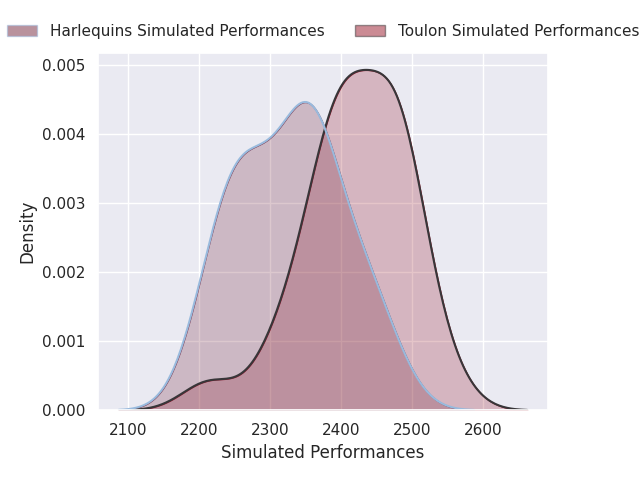 Harlequins Simulated Performances
Toulon Simulated Performances
0.005
0.004
0.003
0.002
0.001
0.000
Density
2100 2200 2300 2400 2500 2600
Simulated Performances